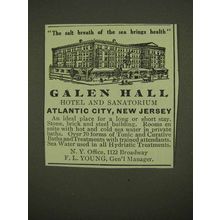 "The salt breath of the sea brings health"
GALEN HALL
HOTEL AND SANATORIUM
ATLANTIC CITY, NEW JERSEY
An ideal place for a long or short stay.
Stone, brick and steel building. Rooms en
suite with hot and cold sea water in private
baths. Over 70 forms of Tonic and Curative
Baths and Treatments with trained attendants.
Sea Water used in all Hydriatic Treatments.
N. Y. Office, 1122 Broadway
F. L. YOUNG, Gen'l Manager.